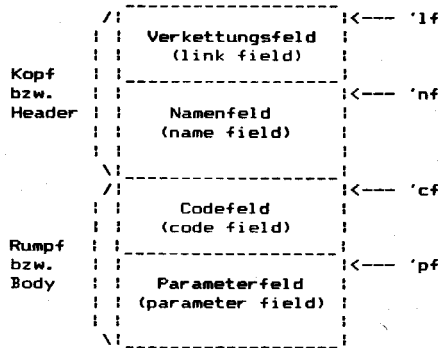 Verkettungsfeld <--- 'lf
(link field)
Kopf
bzw. <--- 'nf
Header Namenfeld
(name field)
<--- 'cf
Codefeld
(code field)
Rumpf
bzw. <--- 'pf
Body Parameterfeld
(parameter field)